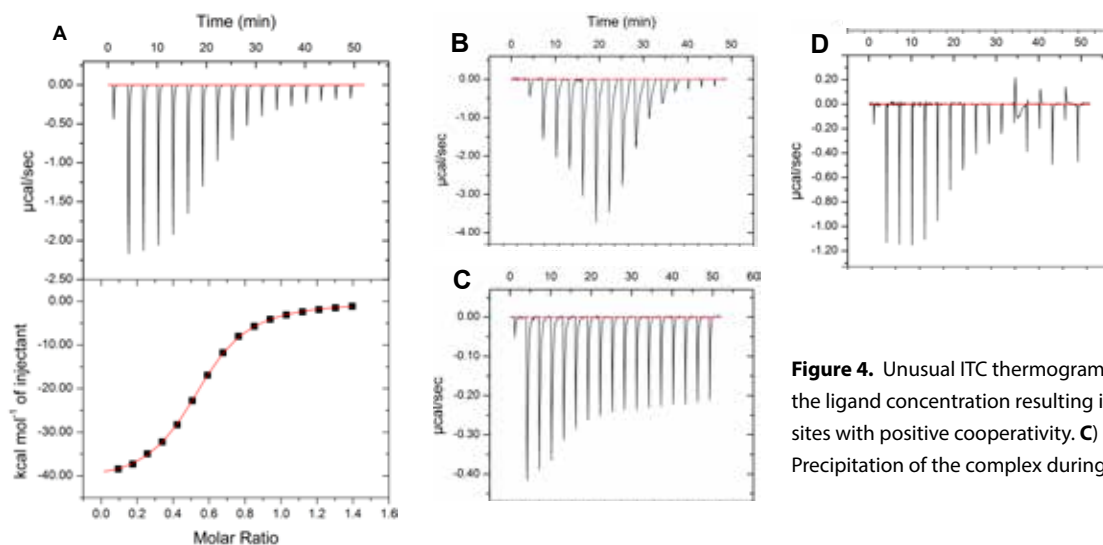 A
Time (min)
0 10 20 30 40 50
0.00
-0.50
-1.00
-1.50
-2.00
-2.50
µcal/sec
0.00
-10.00
-20.00
-30.00
-40.00
kcal mol⁻¹ of injectant
0.0 0.2 0.4 0.6 0.8 1.0 1.2 1.4 1.6
Molar Ratio
B
Time (min)
0 10 20 30 40 50
0.00
-1.00
-2.00
-3.00
-4.00
µcal/sec
C
0 10 20 30 40 50 60
0.00
-0.10
-0.20
-0.30
-0.40
µcal/sec
D
0 10 20 30 40 50
0.20
0.00
-0.20
-0.40
-0.60
-0.80
-1.00
-1.20
µcal/sec
Figure 4. Unusual ITC thermogram
the ligand concentration resulting i
sites with positive cooperativity. C)
Precipitation of the complex during